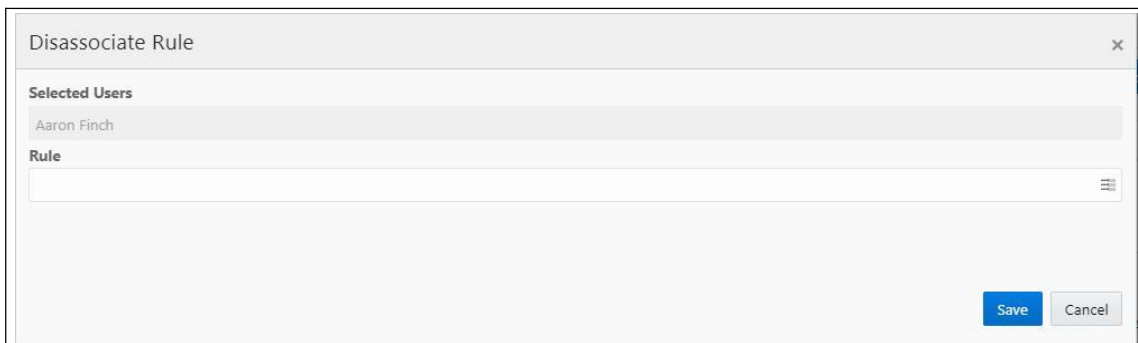 Disassociate Rule
Selected Users
Aaron Finch
Rule
Save Cancel